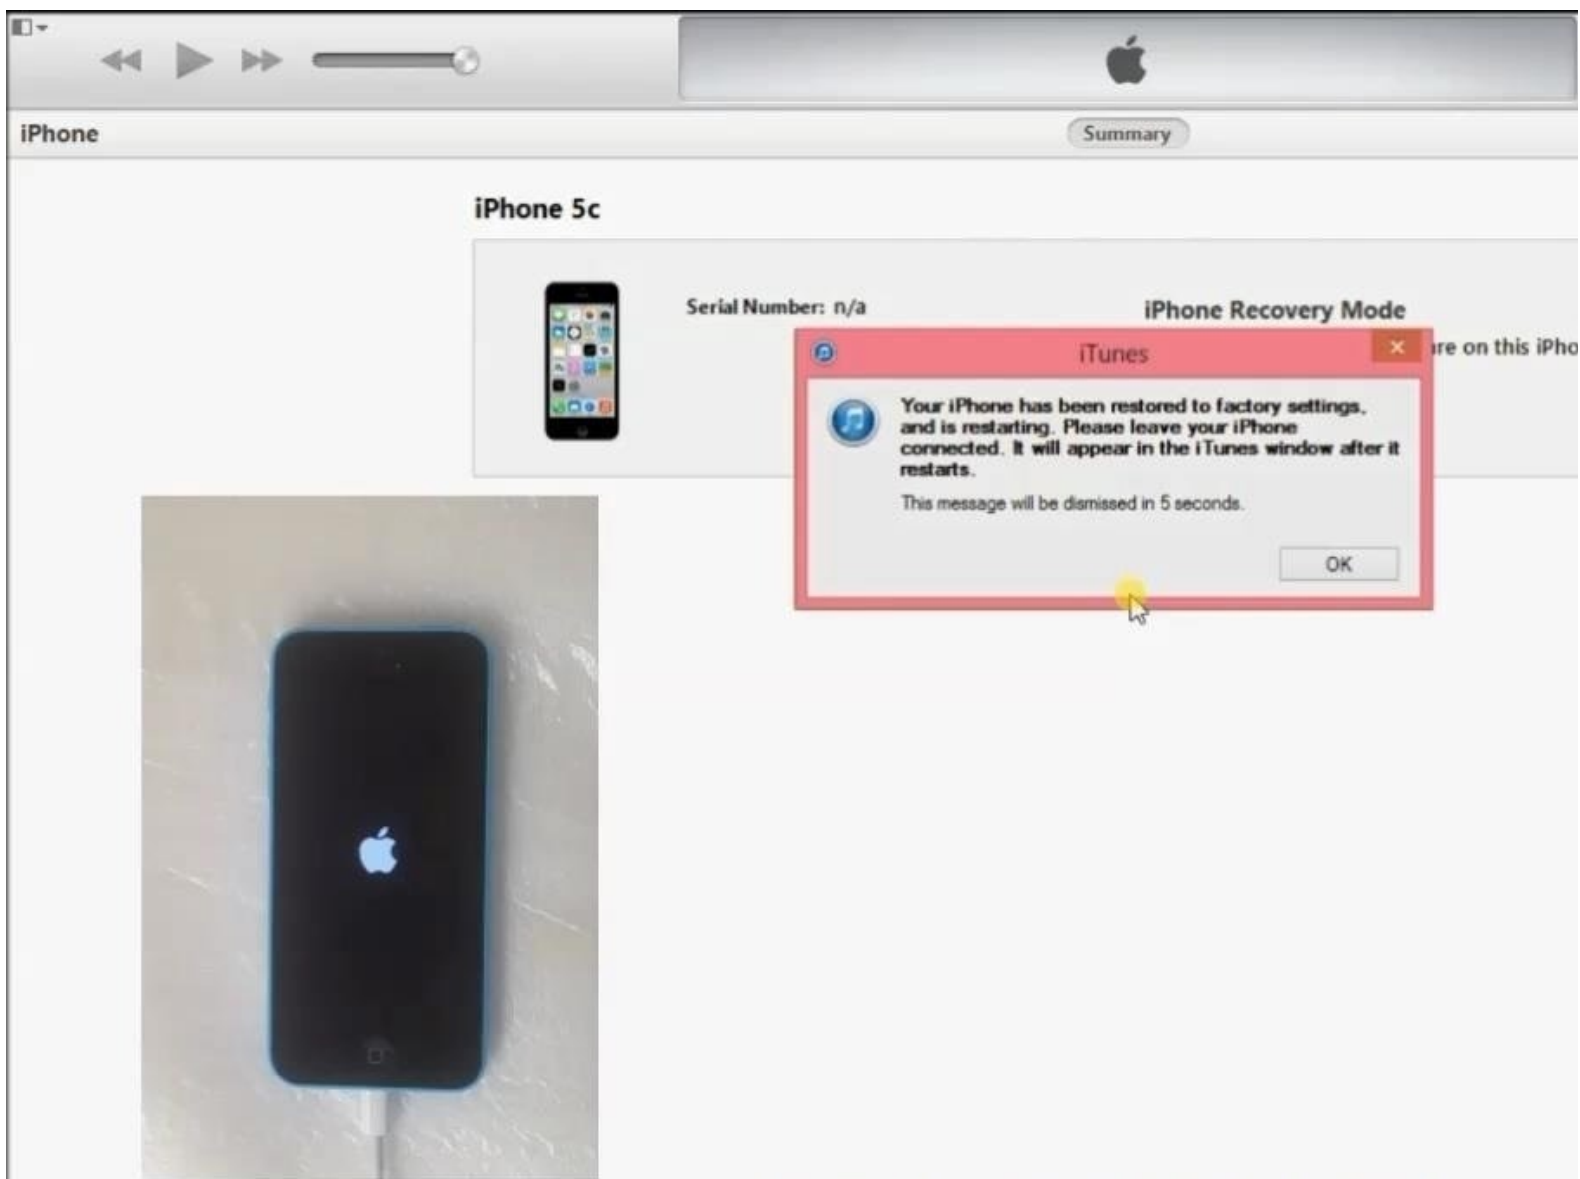 iPhone
Summary
iPhone 5c
Serial Number: n/a
iPhone Recovery Mode
are on this iPho
iTunes
Your iPhone has been restored to factory settings,
and is restarting. Please leave your iPhone
connected. It will appear in the iTunes window after it
restarts.
This message will be dismissed in 5 seconds.
OK